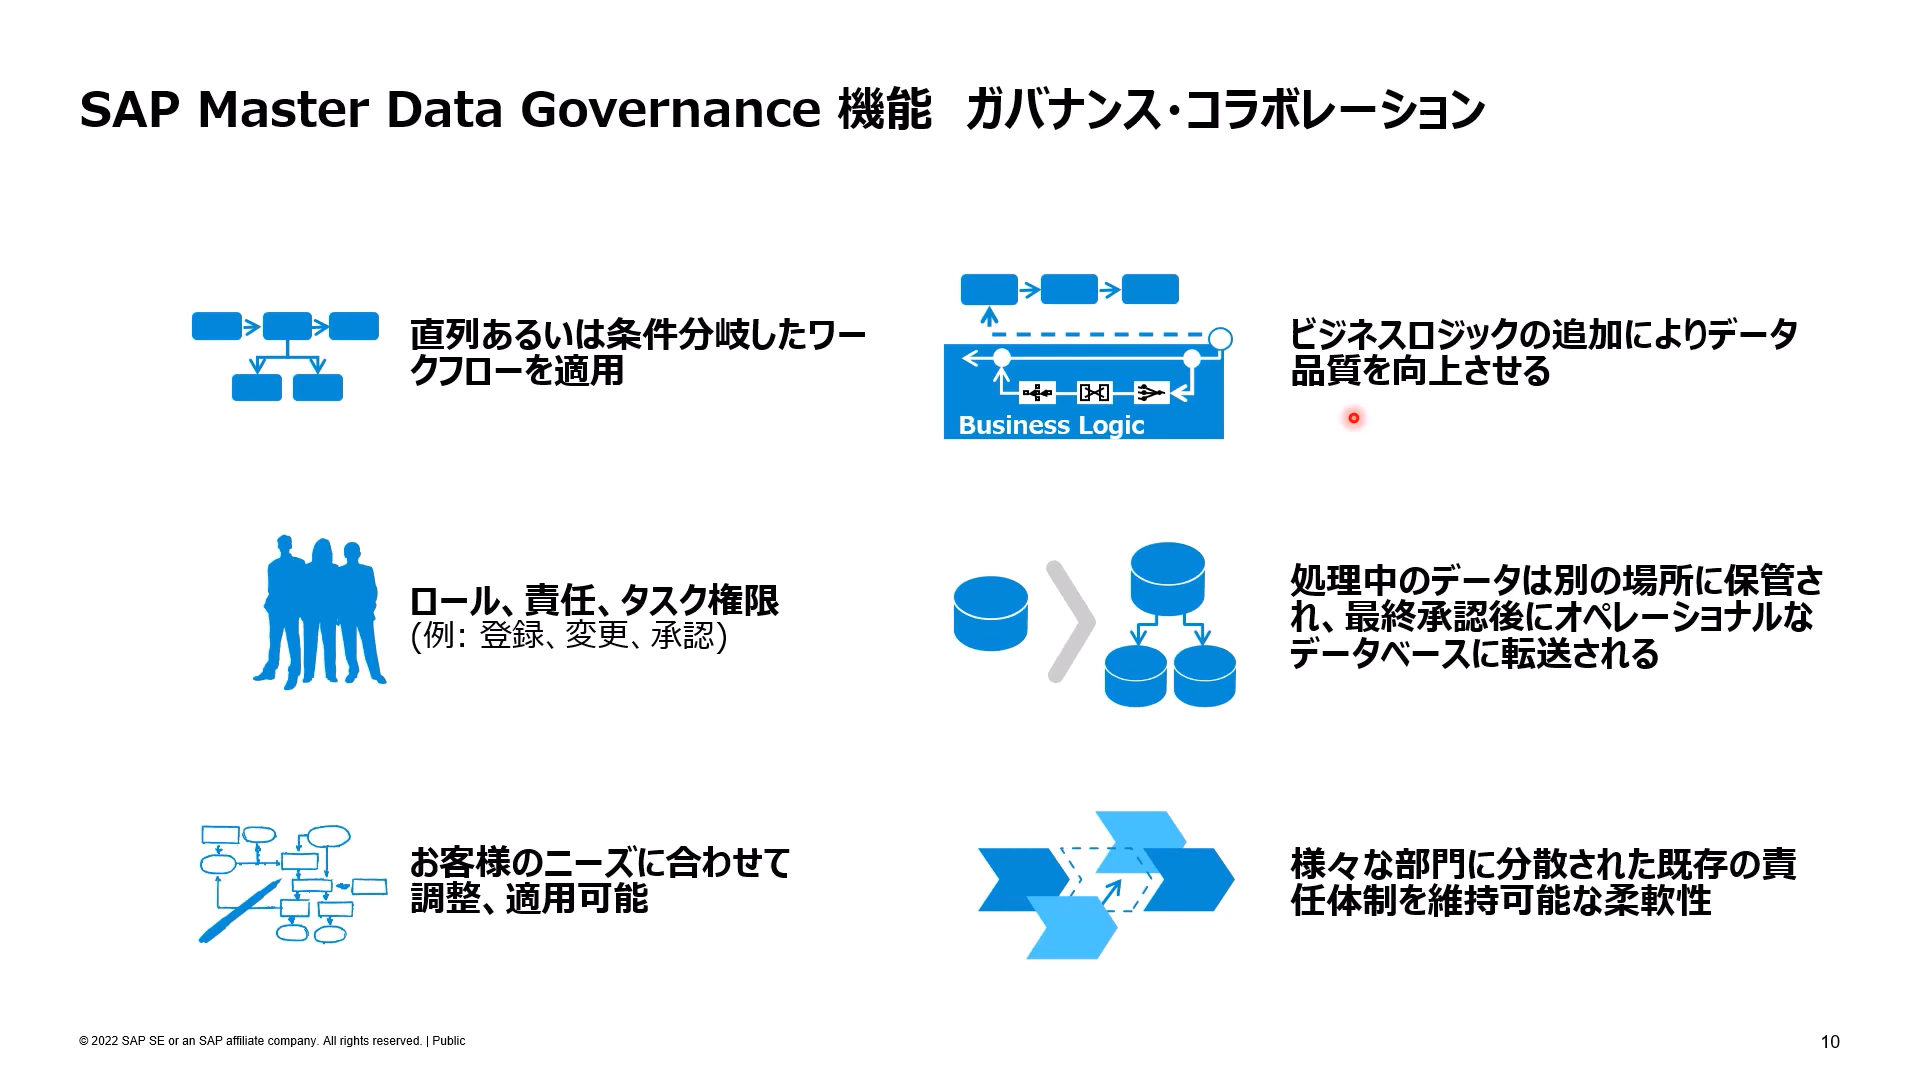 SAP Master Data Governance 機能　ガバナンス・コラボレーション
直列あるいは条件分岐したワー
クフローを適用
Business Logic
ビジネスロジックの追加によりデータ
品質を向上させる
ロール、責任、タスク権限
(例: 登録、変更、承認)
処理中のデータは別の場所に保管さ
れ、最終承認後にオペレーショナルな
データベースに転送される
お客様のニーズに合わせて
調整、適用可能
様々な部門に分散された既存の責
任体制を維持可能な柔軟性
© 2022 SAP SE or an SAP affiliate company. All rights reserved. | Public
10